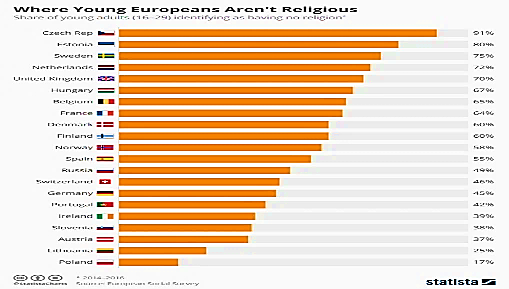 Where Young Europeans Aren't Religious
Share of young adults (16-29) identifying as having no religion*
Czech Rep 91%
Estonia 80%
Sweden 75%
Netherlands 72%
United Kingdom 70%
Hungary 67%
Belgium 65%
France 64%
Denmark 60%
Finland 60%
Norway 58%
Spain 55%
Russia 49%
Switzerland 46%
Germany 45%
Portugal 42%
Ireland 39%
Slovenia 38%
Austria 37%
Lithuania 25%
Poland 17%
* 2014-2016
@StatistaCharts Source: European Social Survey
statista